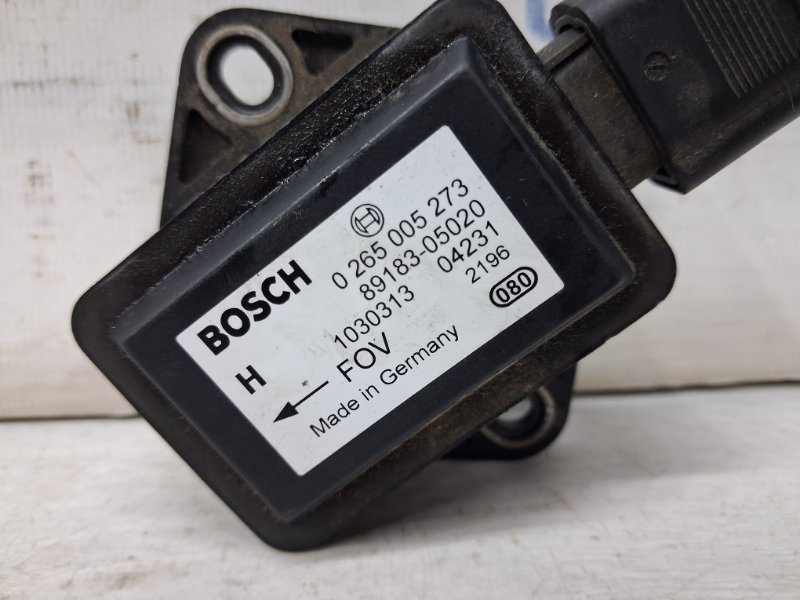 BOSCH
0 265 005 273
89183-05020
1030313 04231
2196
H
FOV
080
Made in Germany